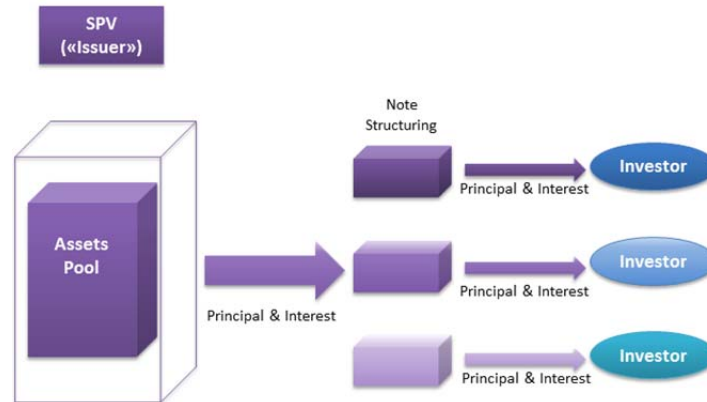 SPV
(«Issuer»)
Note
Structuring
Assets
Pool
Principal & Interest
Principal & Interest
Investor
Principal & Interest
Investor
Principal & Interest
Investor